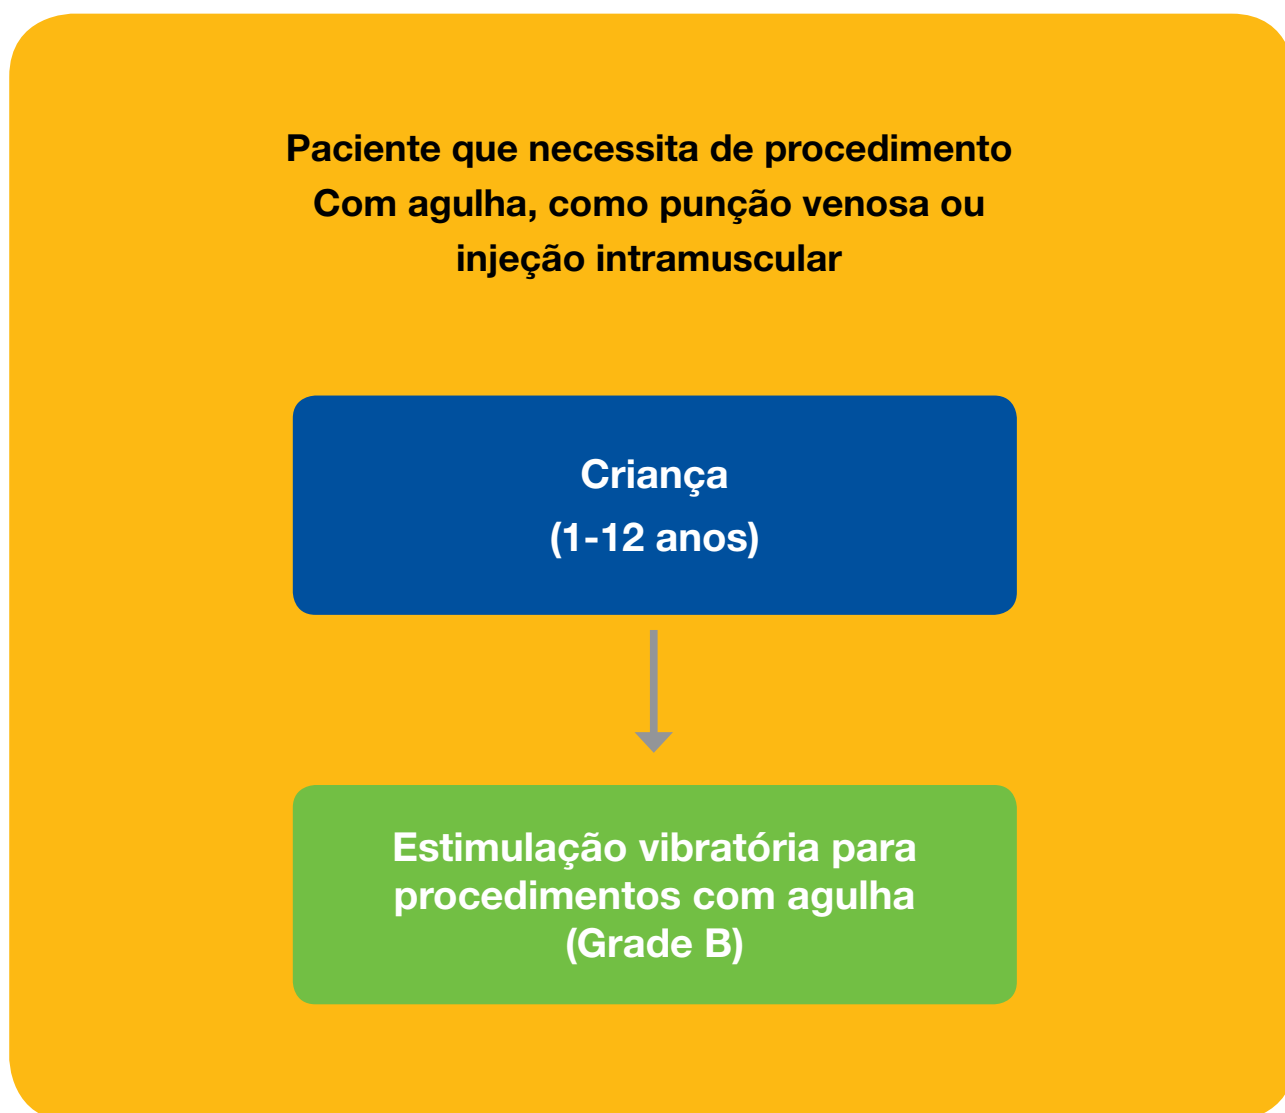 Paciente que necessita de procedimento
Com agulha, como punção venosa ou
injeção intramuscular
Criança
(1-12 anos)
Estimulação vibratória para
procedimentos com agulha
(Grade B)